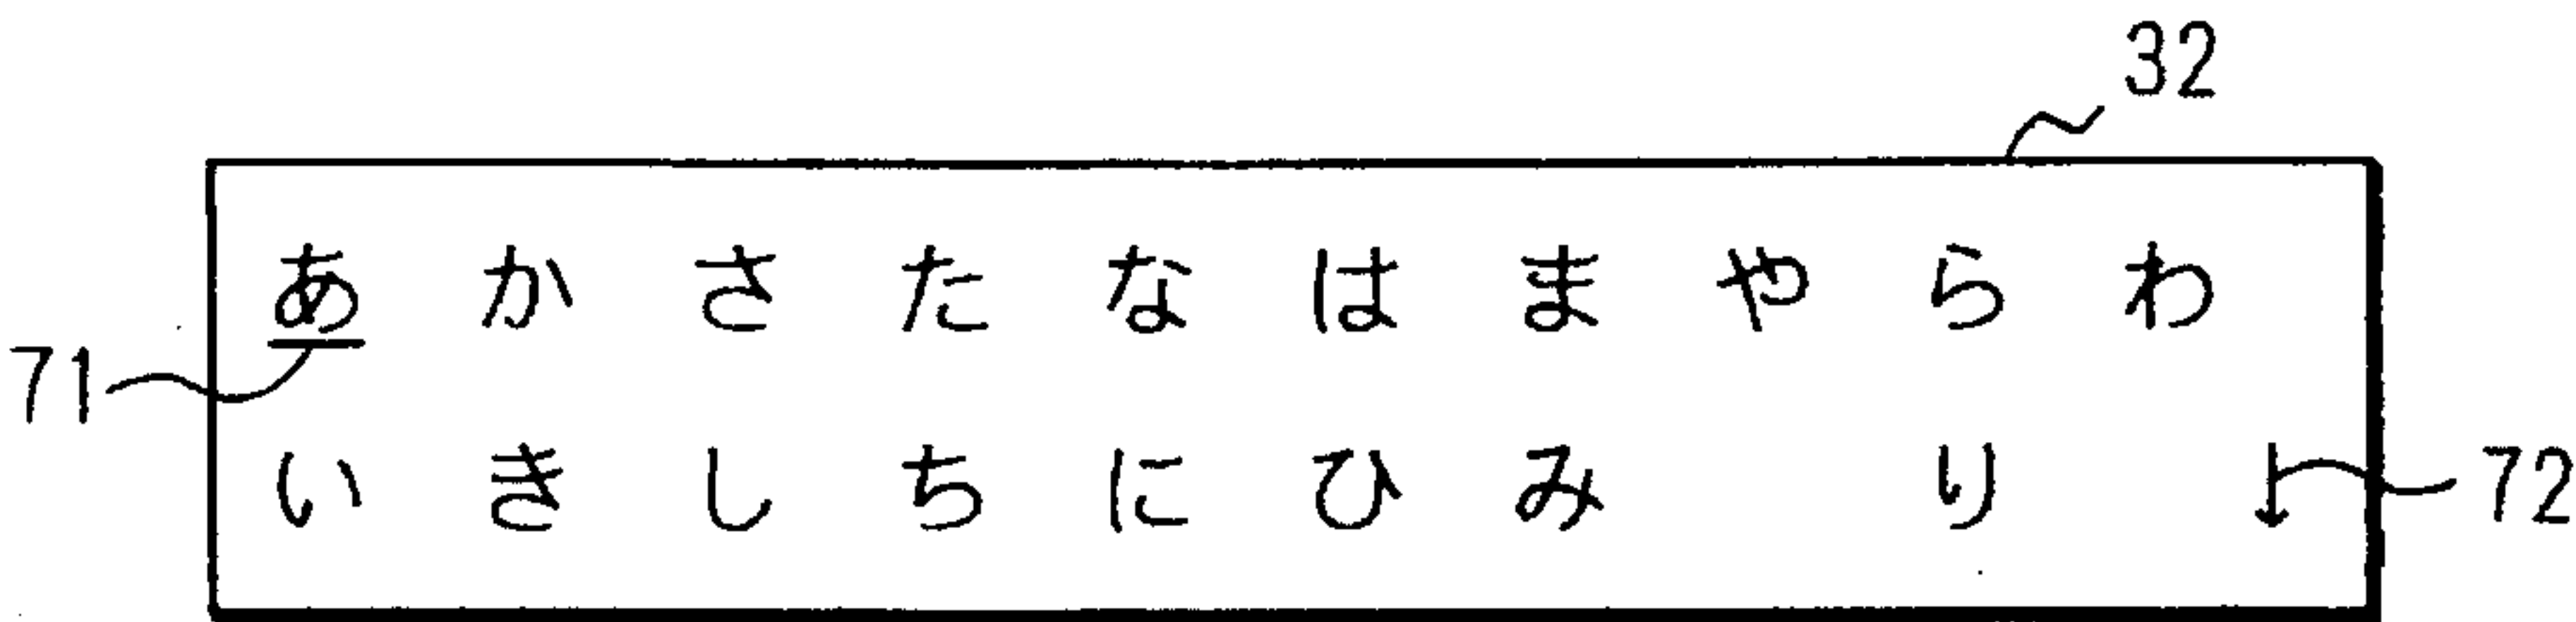 32
あ か さ た な は ま や ら わ
71
い き し ち に ひ み り ↓
72